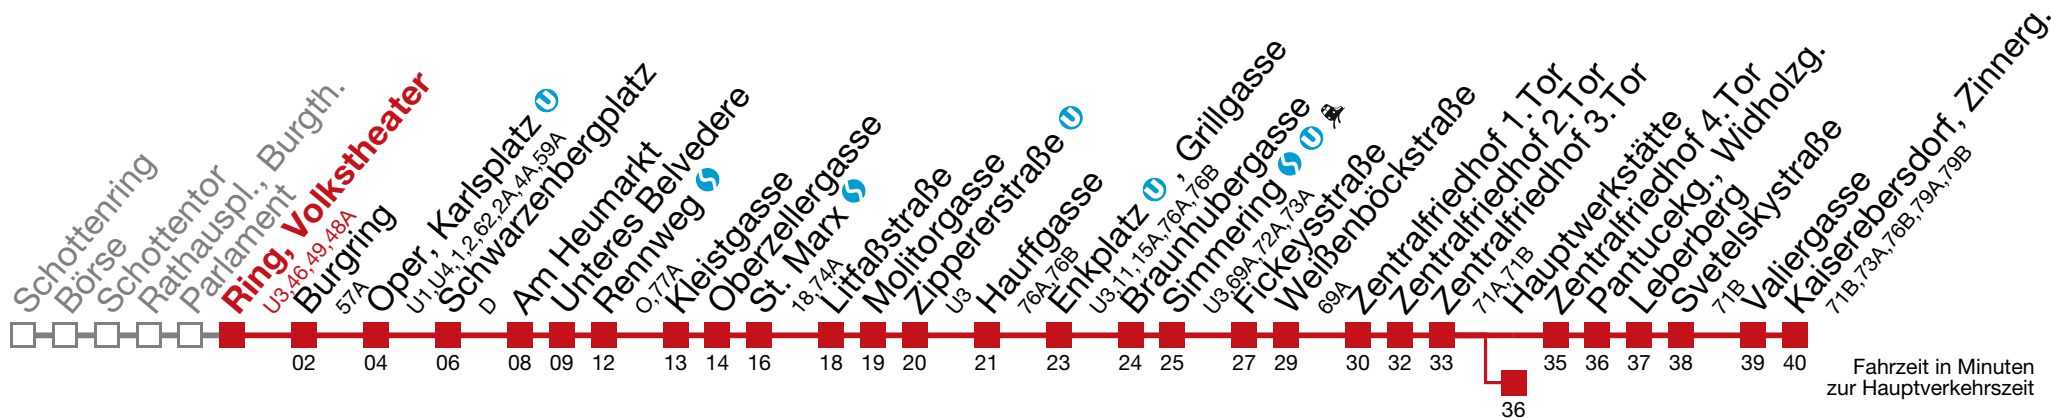 Schottenring
Börse
Schottentor
Rathauspl., Burgth.
Parlament
Ring, Volkstheater
U3,46,49,48A
Burgring
57A
Oper, Karlsplatz U
U1,U4,1,2,62,2A,4A,59A
Schwarzenbergplatz
D
Am Heumarkt
Unteres Belvedere
Rennweg S
O,77A
Kleistgasse
Oberzellergasse
St. Marx S
18,74A
Litfaßstraße
Molitorgasse
Zippererstraße U
U3
Hauffgasse
76A,76B
Enkplatz U , Grillgasse
U3,11,15A,76A,76B
Braunhubergasse
Simmering S U
U3,69A,72A,73A
Fickeysstraße
Weißenböckstraße
69A
Zentralfriedhof 1. Tor
Zentralfriedhof 2. Tor
Zentralfriedhof 3. Tor
71A,71B
Hauptwerkstätte
Zentralfriedhof 4. Tor
Pantucekg., Widholzg.
Leberberg
Svetelskystraße
71B
Valiergasse
Kaiserebersdorf, Zinnerg.
71B,73A,76B,79A,79B
02 04 06 08 09 12 13 14 16 18 19 20 21 23 24 25 27 29 30 32 33 35 36 37 38 39 40
36
Fahrzeit in Minuten
zur Hauptverkehrszeit